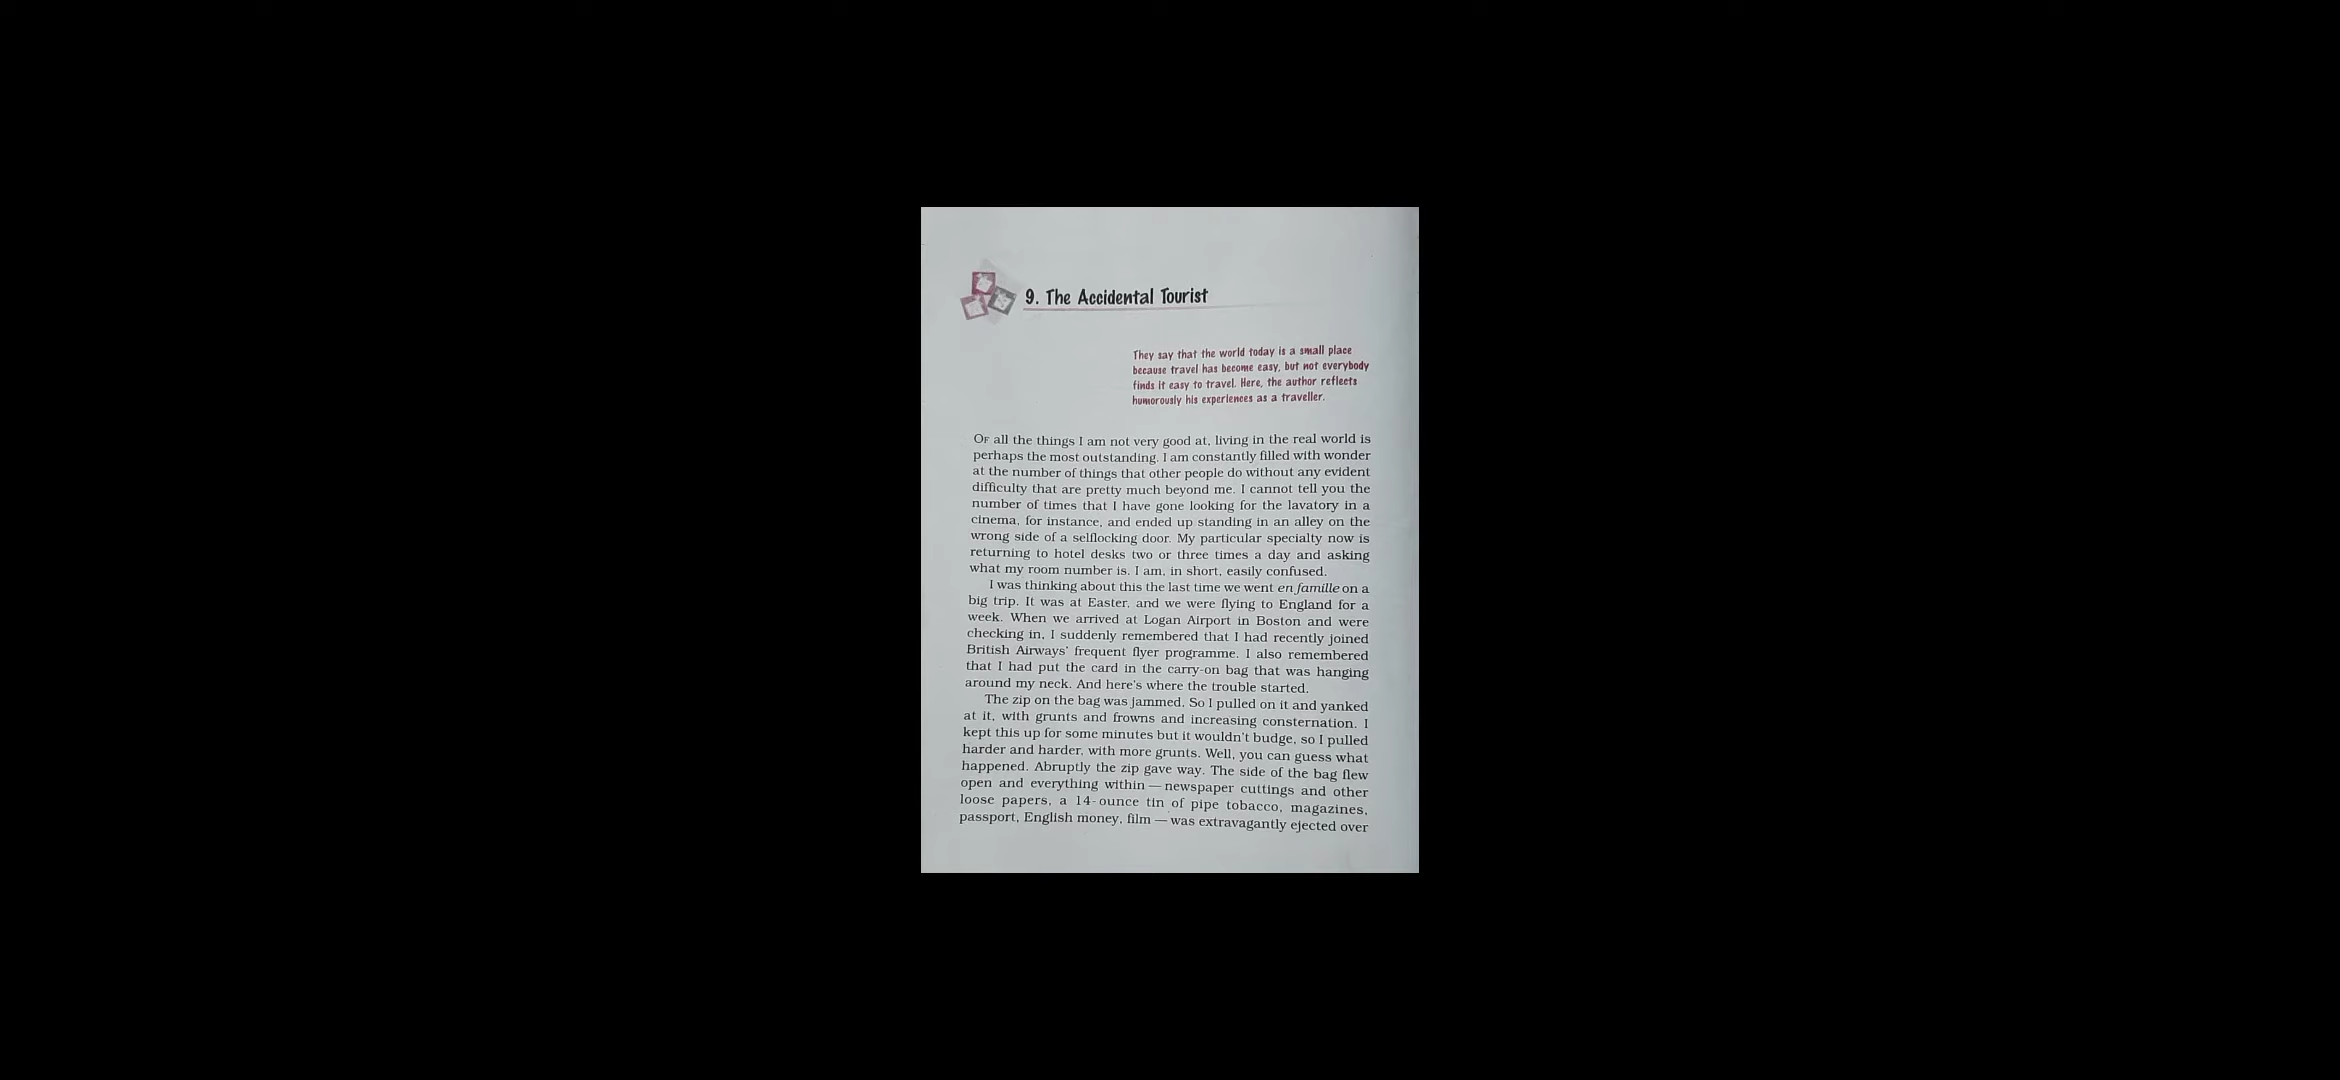 9. The Accidental Tourist
They say that the world today is a small place
because travel has become easy, but not everybody
finds it easy to travel. Here, the author reflects
humorously his experiences as a traveller.
OF all the things I am not very good at, living in the real world is
perhaps the most outstanding. I am constantly filled with wonder
at the number of things that other people do without any evident
difficulty that are pretty much beyond me. I cannot tell you the
number of times that I have gone looking for the lavatory in a
cinema, for instance, and ended up standing in an alley on the
wrong side of a selflocking door. My particular specialty now is
returning to hotel desks two or three times a day and asking
what my room number is. I am, in short, easily confused.
I was thinking about this the last time we went en famille on a
big trip. It was at Easter, and we were flying to England for a
week. When we arrived at Logan Airport in Boston and were
checking in, I suddenly remembered that I had recently joined
British Airways' frequent flyer programme. I also remembered
that I had put the card in the carry-on bag that was hanging
around my neck. And here's where the trouble started.
The zip on the bag was jammed. So I pulled on it and yanked
at it, with grunts and frowns and increasing consternation. I
kept this up for some minutes but it wouldn't budge, so I pulled
harder and harder, with more grunts. Well, you can guess what
happened. Abruptly the zip gave way. The side of the bag flew
open and everything within — newspaper cuttings and other
loose papers, a 14-ounce tin of pipe tobacco, magazines,
passport, English money, film — was extravagantly ejected over